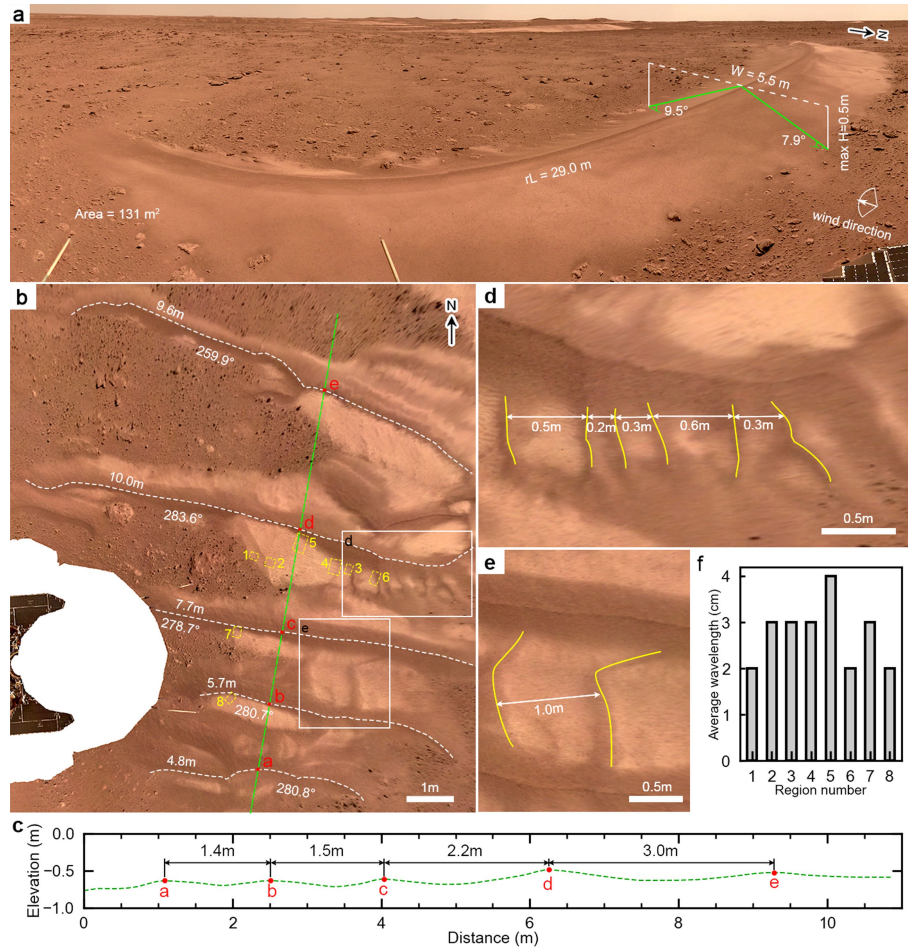 a
N
W = 5.5 m
9.5°
7.9°
max H=0.5m
rL = 29.0 m
Area = 131 m²
wind direction
b
N
9.6m
259.9°
e
10.0m
283.6°
d
d
1
2
5
4
3
6
7.7m
278.7°
c
e
7
5.7m
b
8
280.7°
4.8m
a
280.8°
1m
d
0.5m
0.2m
0.3m
0.6m
0.3m
0.5m
e
1.0m
0.5m
f
Average wavelength (cm)
4
3
2
1
0
1 2 3 4 5 6 7 8
Region number
c
Elevation (m)
0.0
−0.5
−1.0
1.4m 1.5m 2.2m 3.0m
a b c d e
0 2 4 6 8 10
Distance (m)